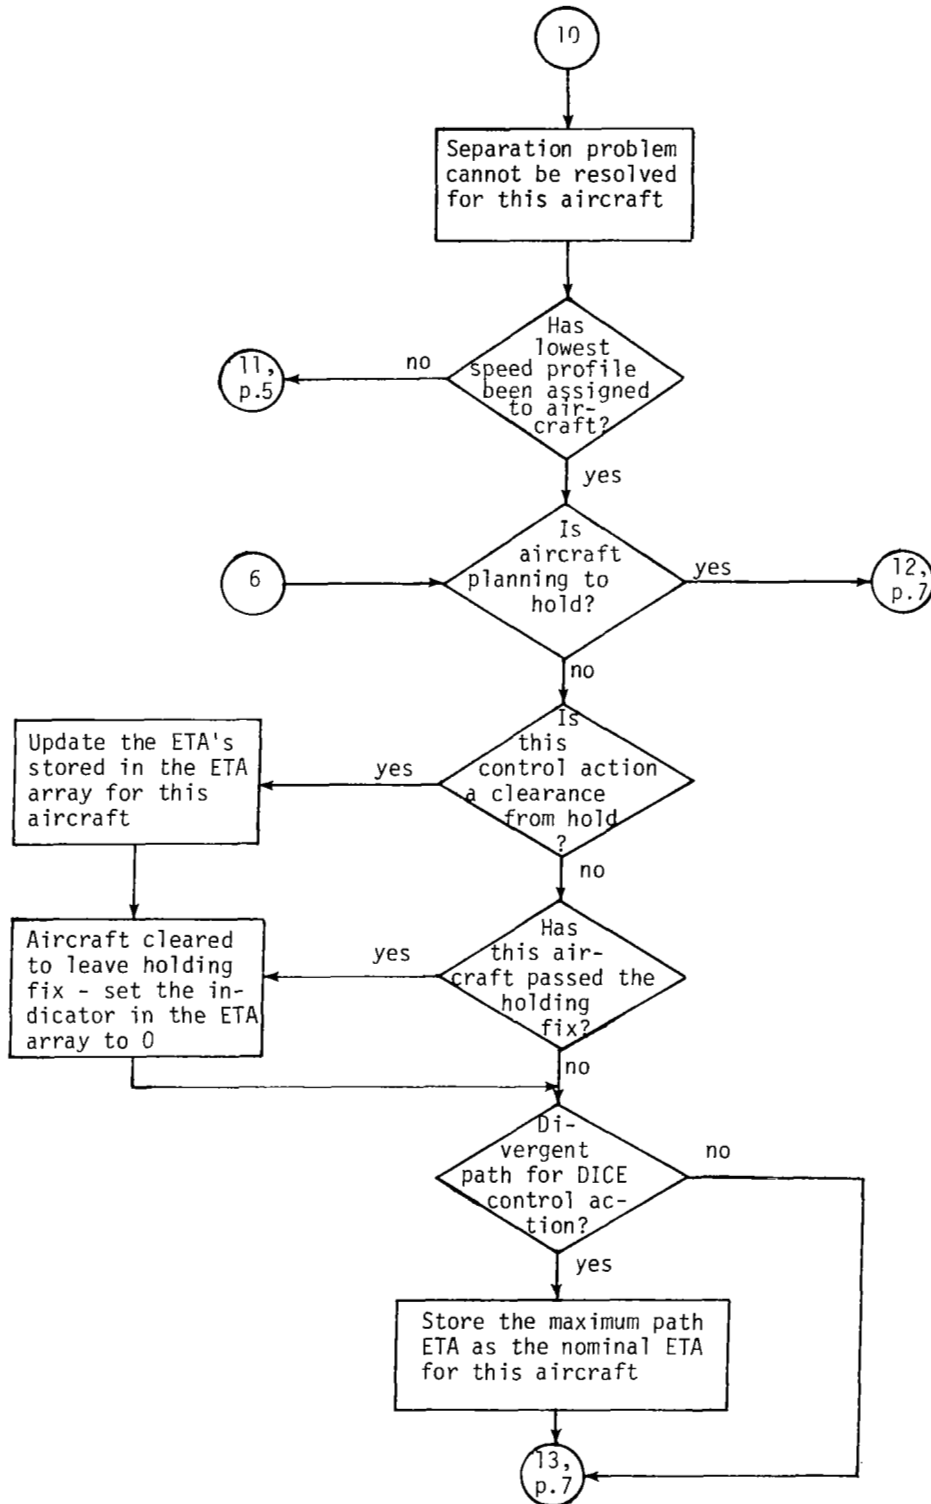 10
Separation problem
cannot be resolved
for this aircraft
Has
lowest
speed profile
been assigned
to air-
craft?
no
11,
p.5
yes
Is
aircraft
planning to
hold?
6
yes
12,
p.7
no
Is
this
control action
a clearance
from hold
?
yes
Update the ETA's
stored in the ETA
array for this
aircraft
no
Has
this air-
craft passed the
holding
fix?
yes
Aircraft cleared
to leave holding
fix - set the in-
dicator in the ETA
array to 0
no
Di-
vergent
path for DICE
control ac-
tion?
no
yes
Store the maximum path
ETA as the nominal ETA
for this aircraft
13,
p.7